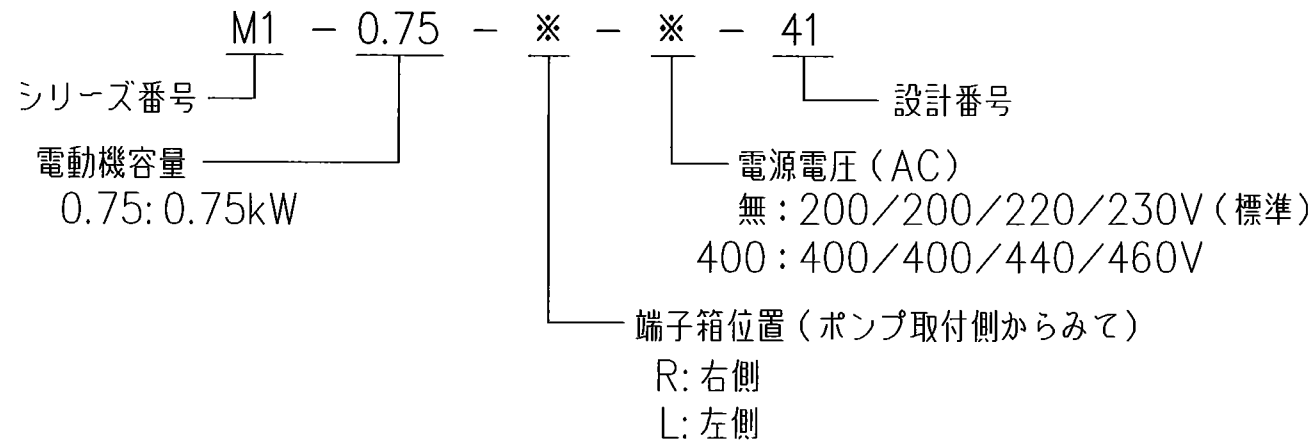 M1 - 0.75 - ※ - ※ - 41
シリーズ番号
設計番号
電動機容量
0.75: 0.75kW
電源電圧(AC)
無:200/200/220/230V(標準)
400:400/400/440/460V
端子箱位置(ポンプ取付側からみて)
R: 右側
L: 左側